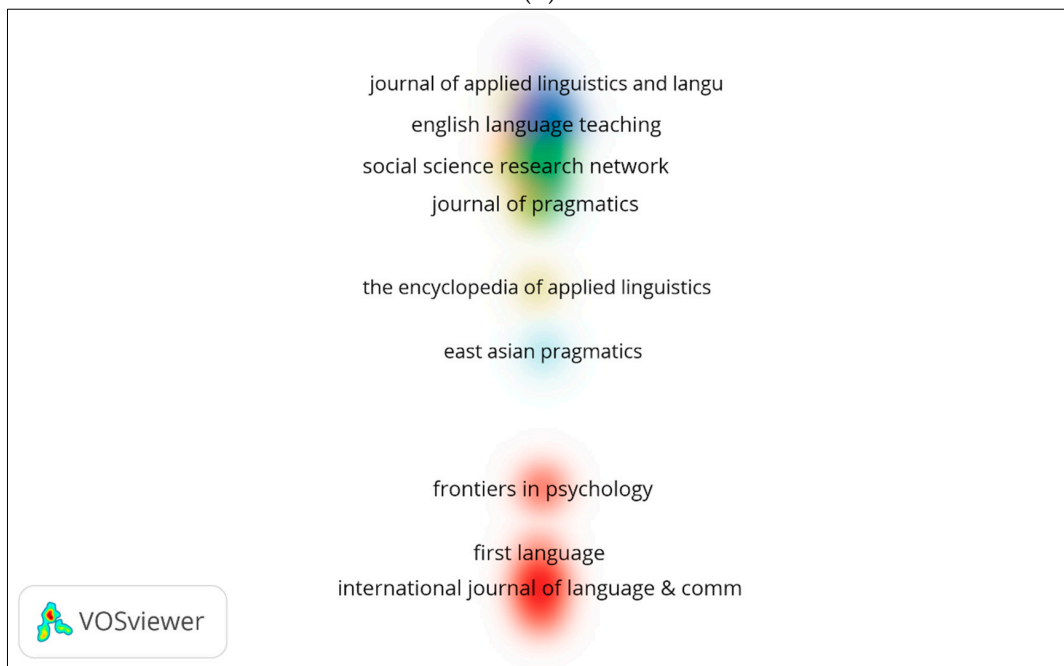 journal of applied linguistics and langu
english language teaching
social science research network
journal of pragmatics
the encyclopedia of applied linguistics
east asian pragmatics
frontiers in psychology
first language
international journal of language & comm
VOSviewer